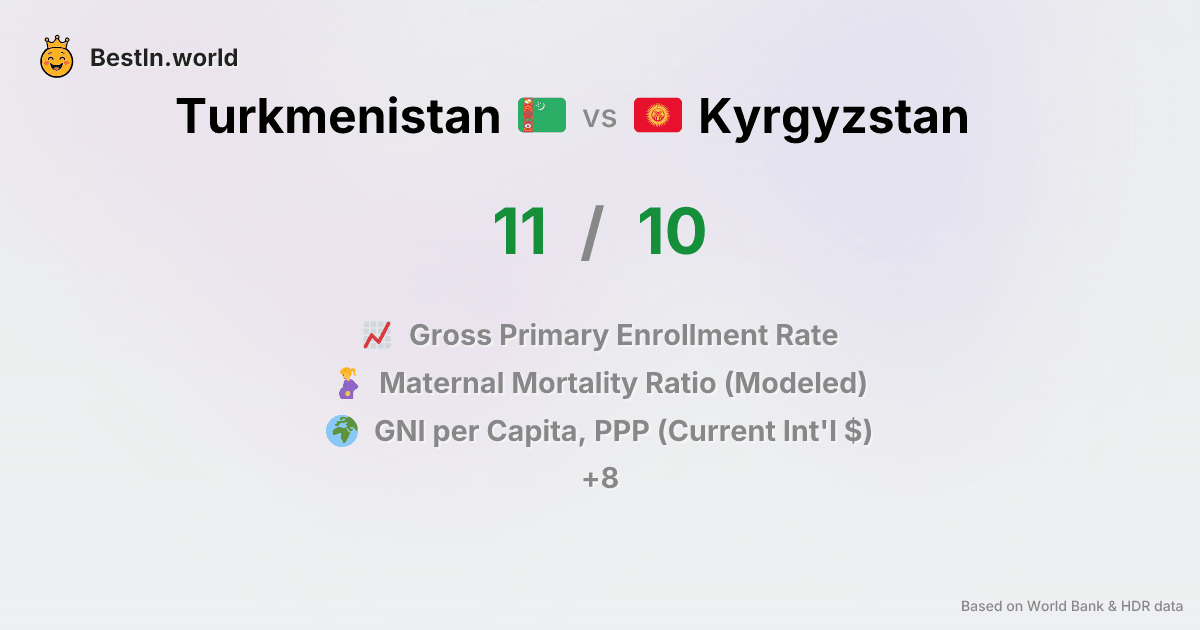 BestIn.world
Turkmenistan vs Kyrgyzstan
11 / 10
Gross Primary Enrollment Rate
Maternal Mortality Ratio (Modeled)
GNI per Capita, PPP (Current Int'l $)
+8
Based on World Bank & HDR data